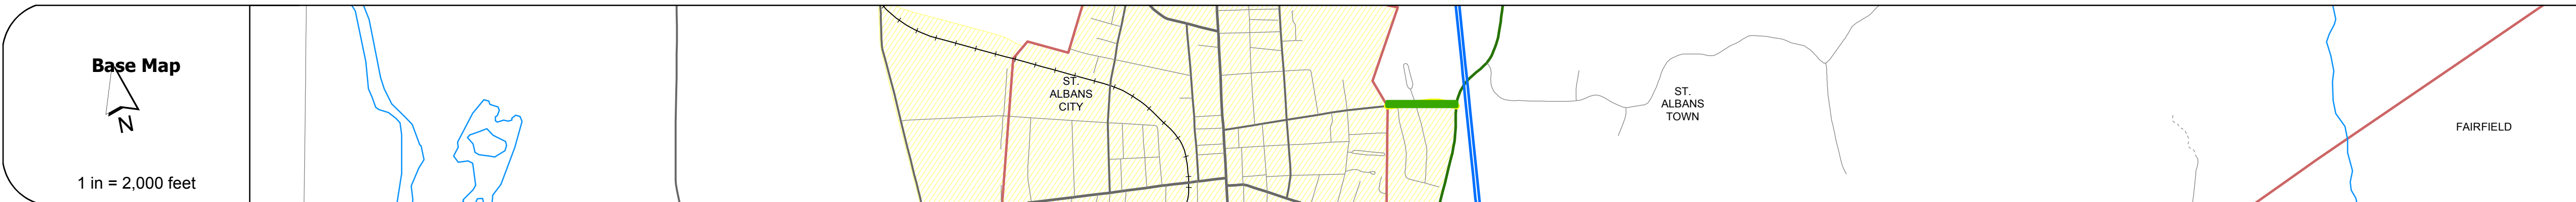 Base Map
N
1 in = 2,000 feet
ST.
ALBANS
CITY
ST.
ALBANS
TOWN
FAIRFIELD